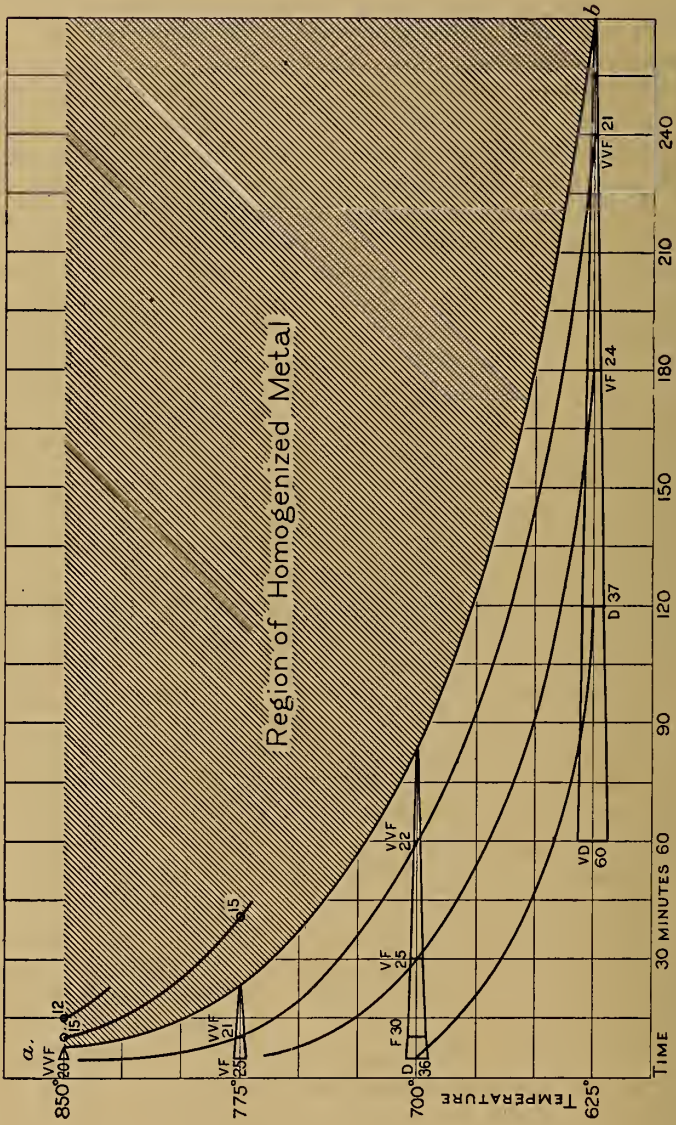 a.
VVF
20
12
15
850°
15
VVF
21
VF
25
775°
Region of Homogenized Metal
VVF
22
VF
25
F 30
D
36
700°
VD
60
D 37
VF 24
VVF 21
b
625°
TEMPERATURE
TIME
30 MINUTES 60
90
120
150
180
210
240